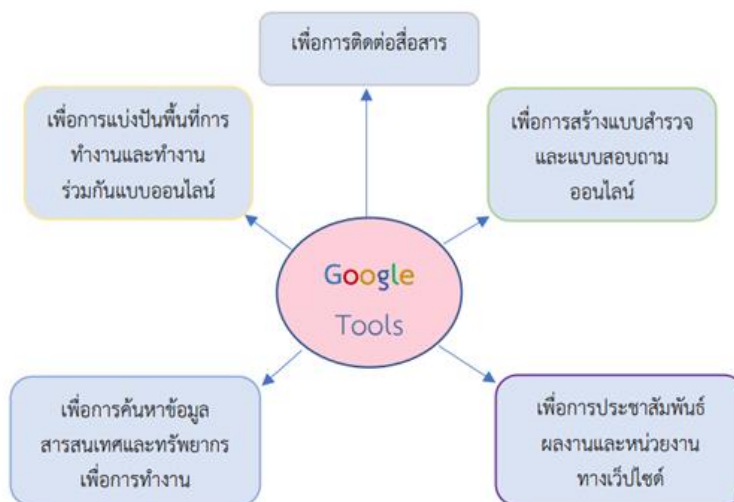 เพื่อการติดต่อสื่อสาร
เพื่อการแบ่งปันพื้นที่การ
ทำงานและทำงาน
ร่วมกันแบบออนไลน์
เพื่อการสร้างแบบสำรวจ
และแบบสอบถาม
ออนไลน์
Google
Tools
เพื่อการค้นหาข้อมูล
สารสนเทศและทรัพยากร
เพื่อการทำงาน
เพื่อการประชาสัมพันธ์
ผลงานและหน่วยงาน
ทางเว็ปไซต์